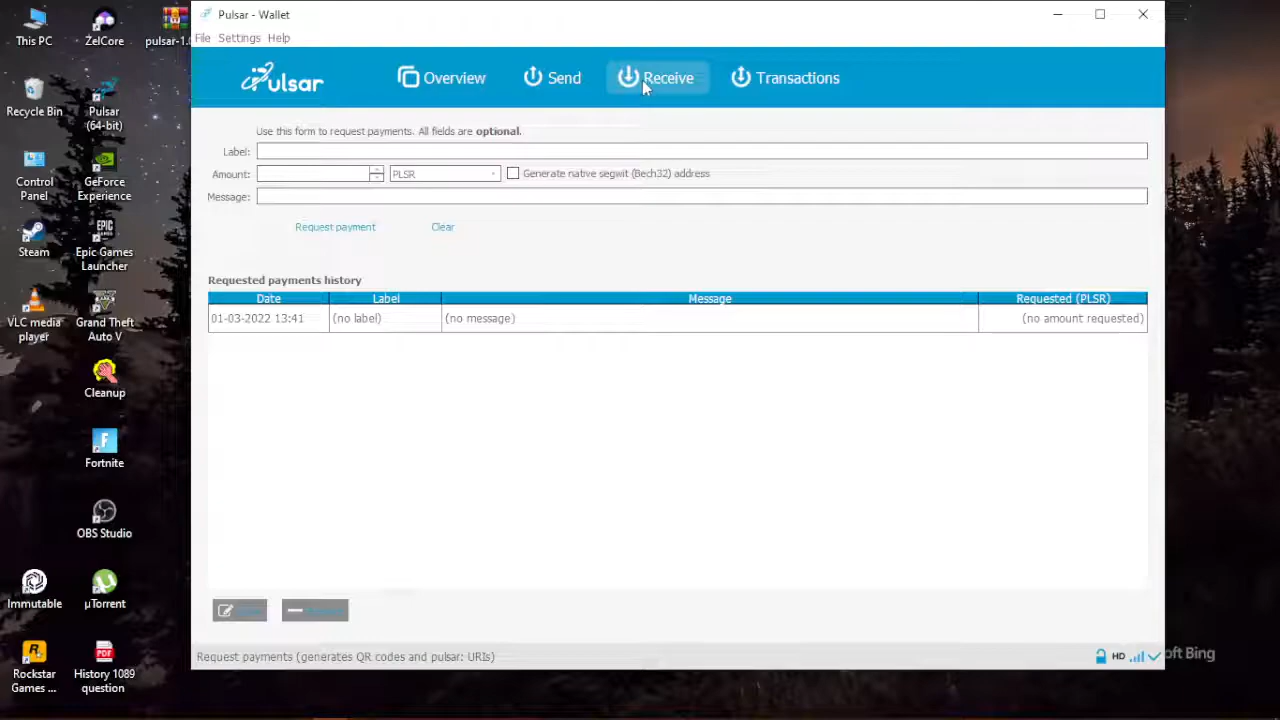 Pulsar - Wallet
File Settings Help
Pulsar
Overview
Send
Receive
Transactions
Use this form to request payments. All fields are optional.
Label:
Amount:
PLSR
Generate native segwit (Bech32) address
Message:
Request payment
Clear
Requested payments history
Date Label Message Requested (PLSR)
01-03-2022 13:41 (no label) (no message) (no amount requested)
Request payments (generates QR codes and pulsar: URIs)
HD
oft Bing
This PC
ZelCore
pulsar-1.0
Recycle Bin
Pulsar
(64-bit)
Control
Panel
GeForce
Experience
Steam
EPIC
GAMES
Epic Games
Launcher
VLC media
player
Grand Theft
Auto V
Cleanup
Fortnite
OBS Studio
Immutable
µTorrent
Rockstar
Games ...
PDF
History 1089
question